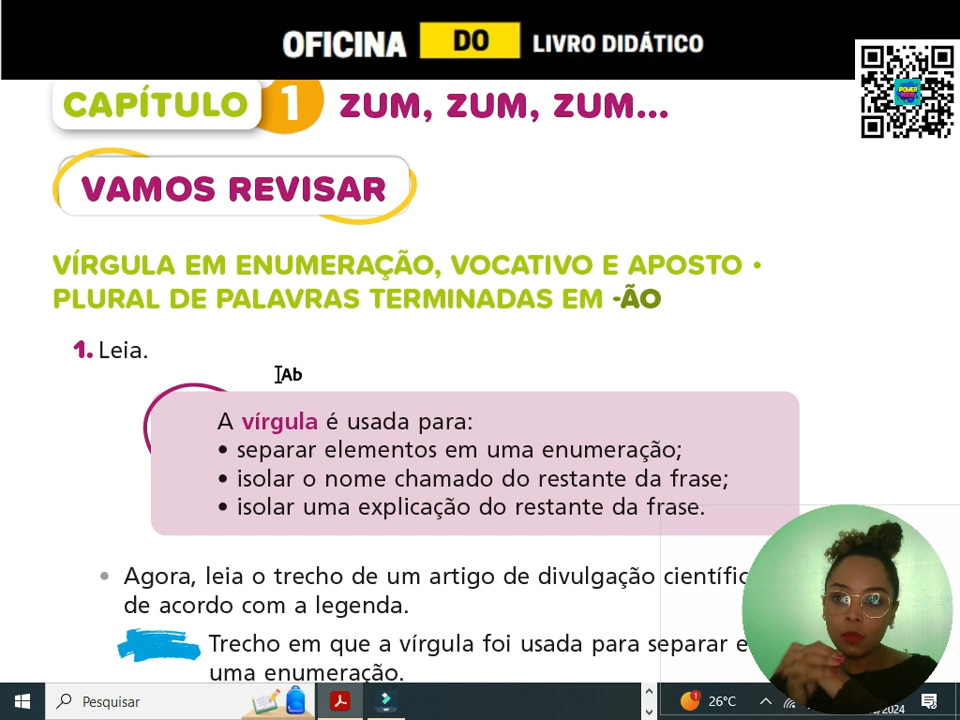 OFICINA DO LIVRO DIDÁTICO
CAPÍTULO 1 ZUM, ZUM, ZUM...
VAMOS REVISAR
VÍRGULA EM ENUMERAÇÃO, VOCATIVO E APOSTO •
PLURAL DE PALAVRAS TERMINADAS EM -ÃO
1. Leia.
Ab
A vírgula é usada para:
• separar elementos em uma enumeração;
• isolar o nome chamado do restante da frase;
• isolar uma explicação do restante da frase.
• Agora, leia o trecho de um artigo de divulgação
de acordo com a legenda.
Trecho em que a vírgula foi usada para separar
uma enumeração.
Pesquisar
1
26°C